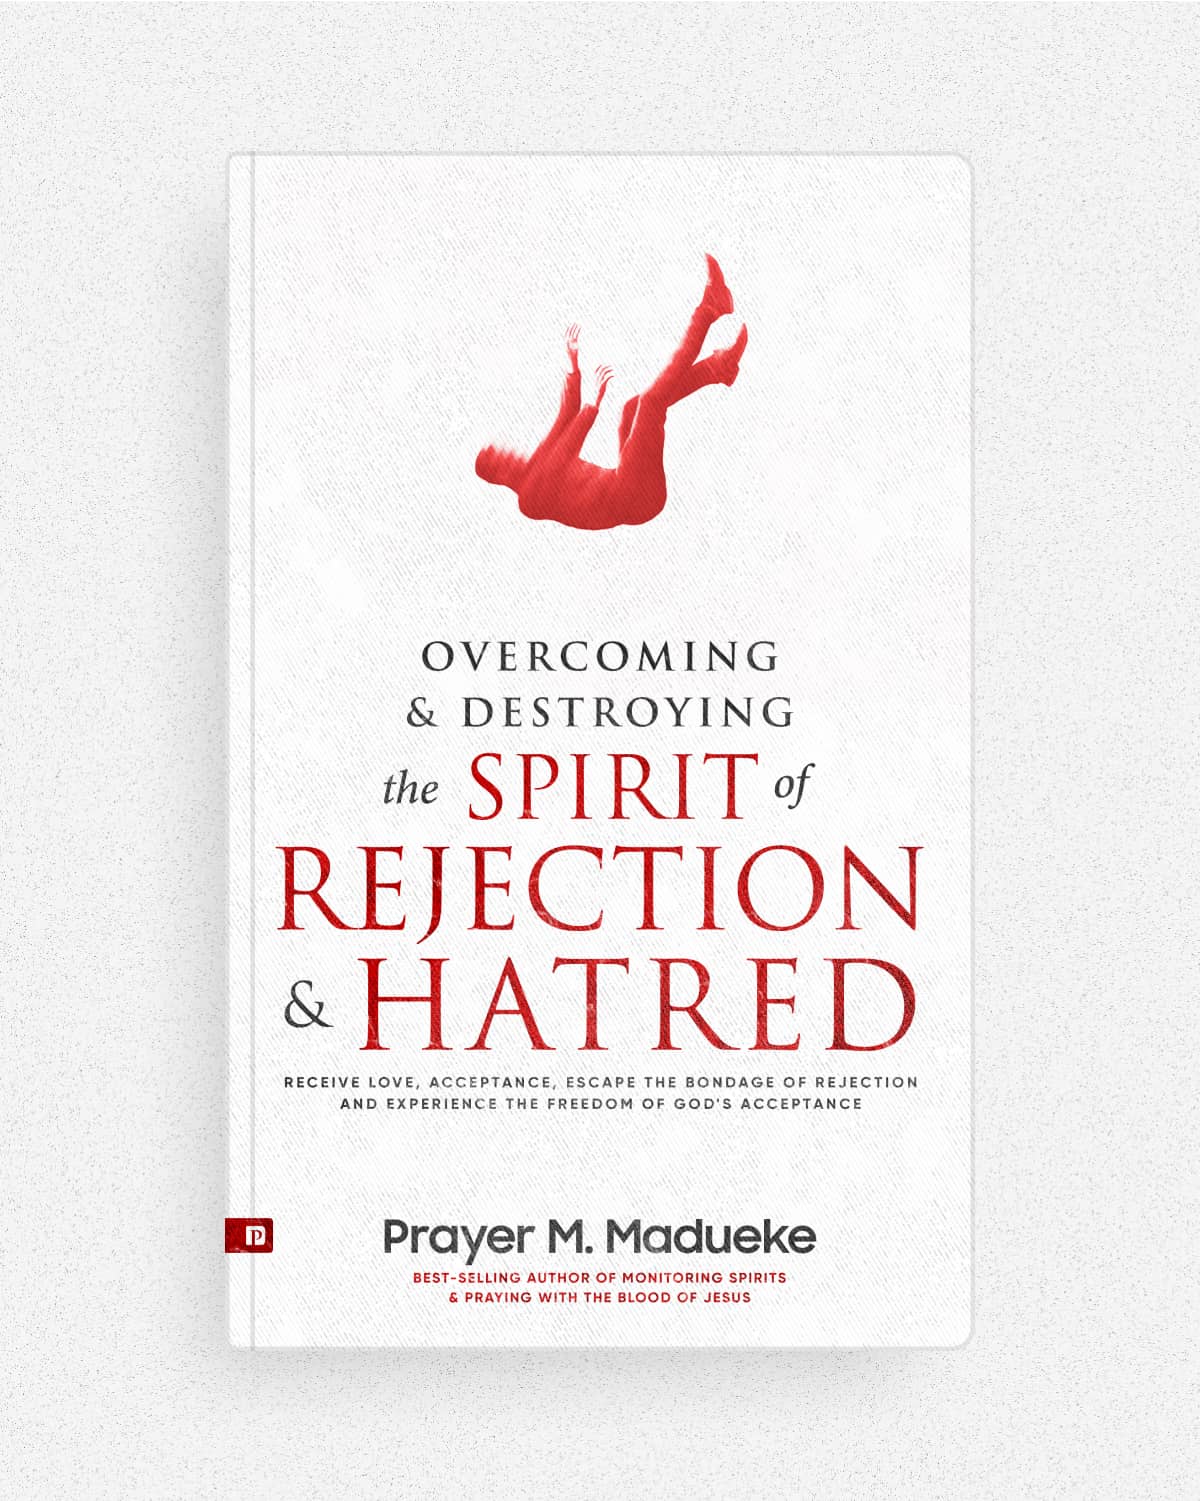 OVERCOMING
& DESTROYING
the SPIRIT of
REJECTION
& HATRED
RECEIVE LOVE, ACCEPTANCE, ESCAPE THE BONDAGE OF REJECTION
AND EXPERIENCE THE FREEDOM OF GOD'S ACCEPTANCE
P
Prayer M. Madueke
BEST-SELLING AUTHOR OF MONITORING SPIRITS
& PRAYING WITH THE BLOOD OF JESUS